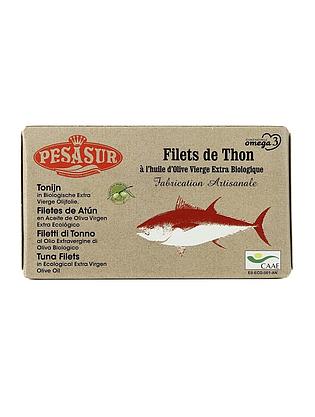 PESASUR
omega 3
Filets de Thon
à l'huile d'Olive Vierge Extra Biologique
Fabrication Artisanale
Tonijn
in Biologische Extra
Vierge Olijfolie.
Filetes de Atún
en Aceite de Oliva Virgen
Extra Ecológico
Filetti di Tonno
al Olio Extravergine di
Oliva Biologico
Tuna Filets
in Ecological Extra Virgen
Olive Oil
CAAE
ES-ECO-001-AN